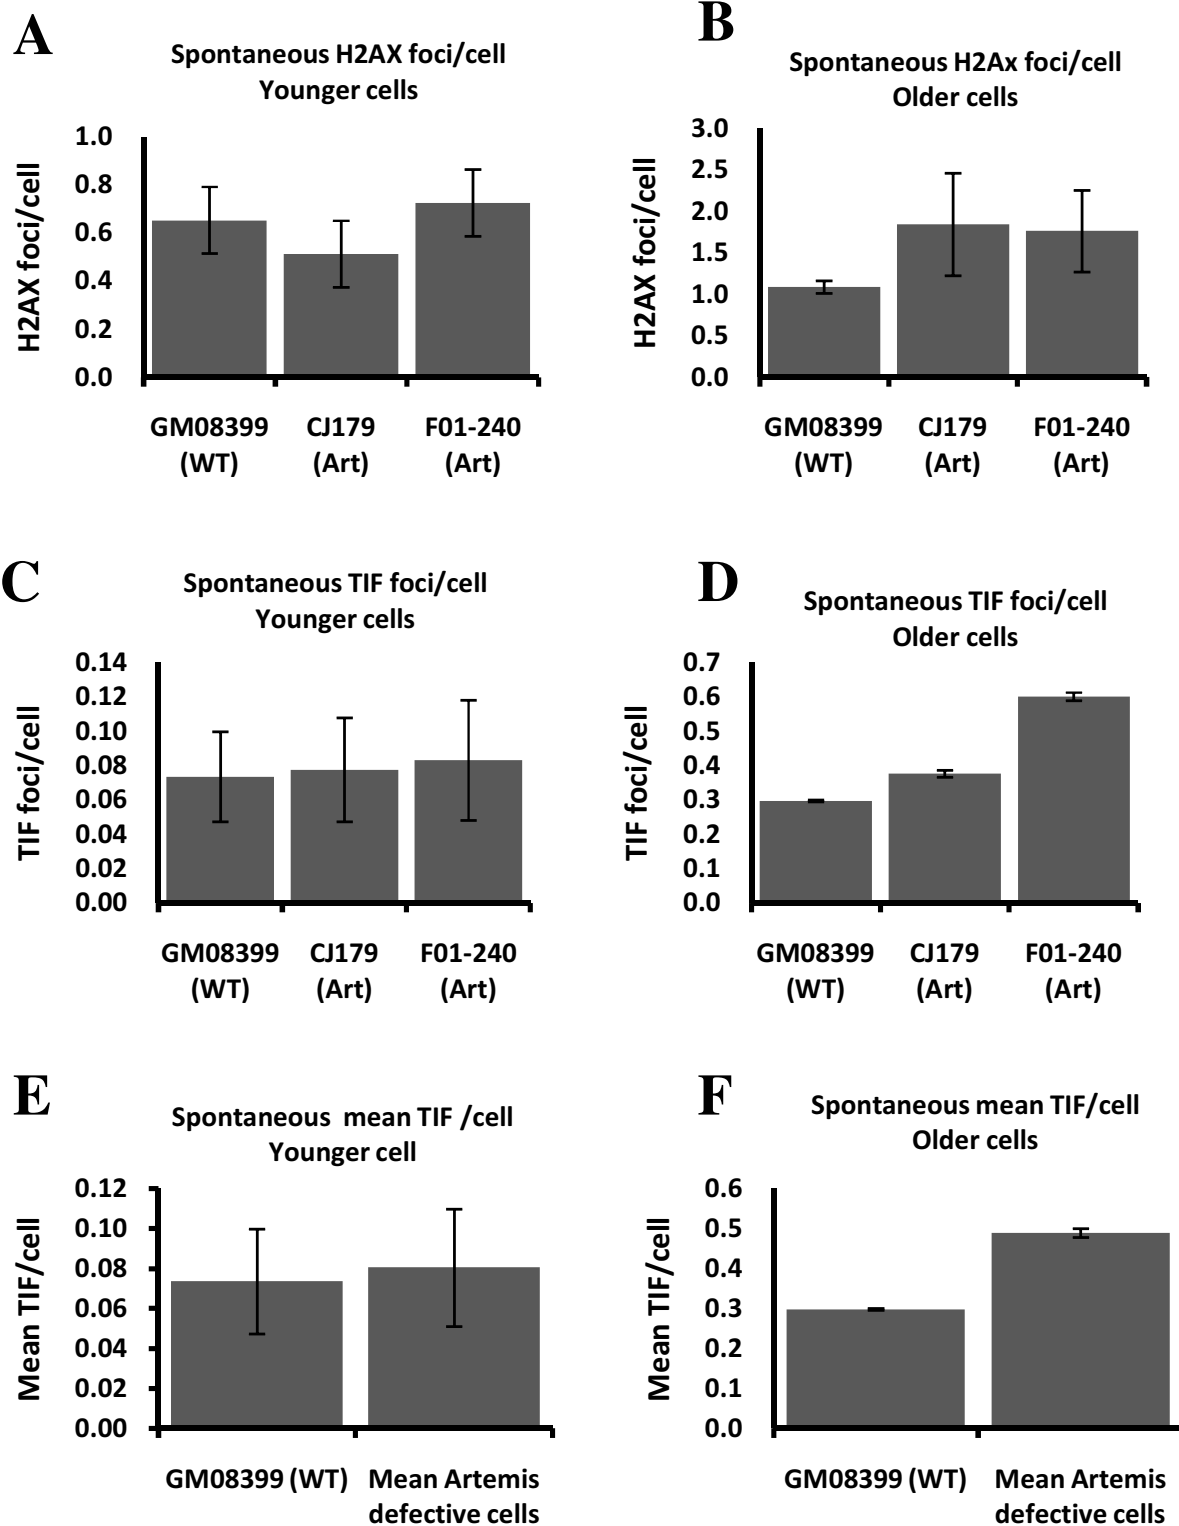 A
Spontaneous H2AX foci/cell
Younger cells
H2AX foci/cell
1.0
0.8
0.6
0.4
0.2
0.0
GM08399 CJ179 F01-240
(WT) (Art) (Art)
B
Spontaneous H2Ax foci/cell
Older cells
H2AX foci/cell
3.0
2.5
2.0
1.5
1.0
0.5
0.0
GM08399 CJ179 F01-240
(WT) (Art) (Art)
C
Spontaneous TIF foci/cell
Younger cells
TIF foci/cell
0.14
0.12
0.10
0.08
0.06
0.04
0.02
0.00
GM08399 CJ179 F01-240
(WT) (Art) (Art)
D
Spontaneous TIF foci/cell
Older cells
TIF foci/cell
0.7
0.6
0.5
0.4
0.3
0.2
0.1
0.0
GM08399 CJ179 F01-240
(WT) (Art) (Art)
E
Spontaneous mean TIF /cell
Younger cell
Mean TIF/cell
0.12
0.10
0.08
0.06
0.04
0.02
0.00
GM08399 (WT) Mean Artemis
defective cells
F
Spontaneous mean TIF/cell
Older cells
Mean TIF/cell
0.6
0.5
0.4
0.3
0.2
0.1
0.0
GM08399 (WT) Mean Artemis
defective cells